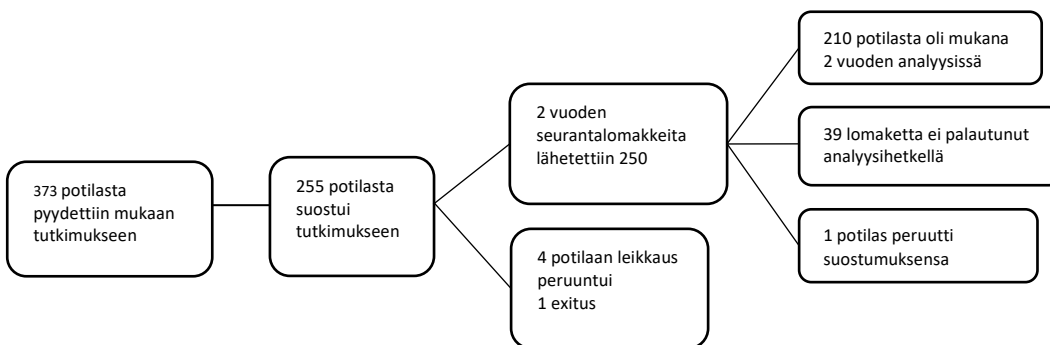 373 potilasta
pyydettiin mukaan
tutkimukseen
255 potilasta
suostui
tutkimukseen
2 vuoden
seurantalomakkeita
lähetettiin 250
4 potilaan leikkaus
peruuntui
1 exitus
210 potilasta oli mukana
2 vuoden analyysissä
39 lomaketta ei palautunut
analyysihetkellä
1 potilas peruutti
suostumuksensa